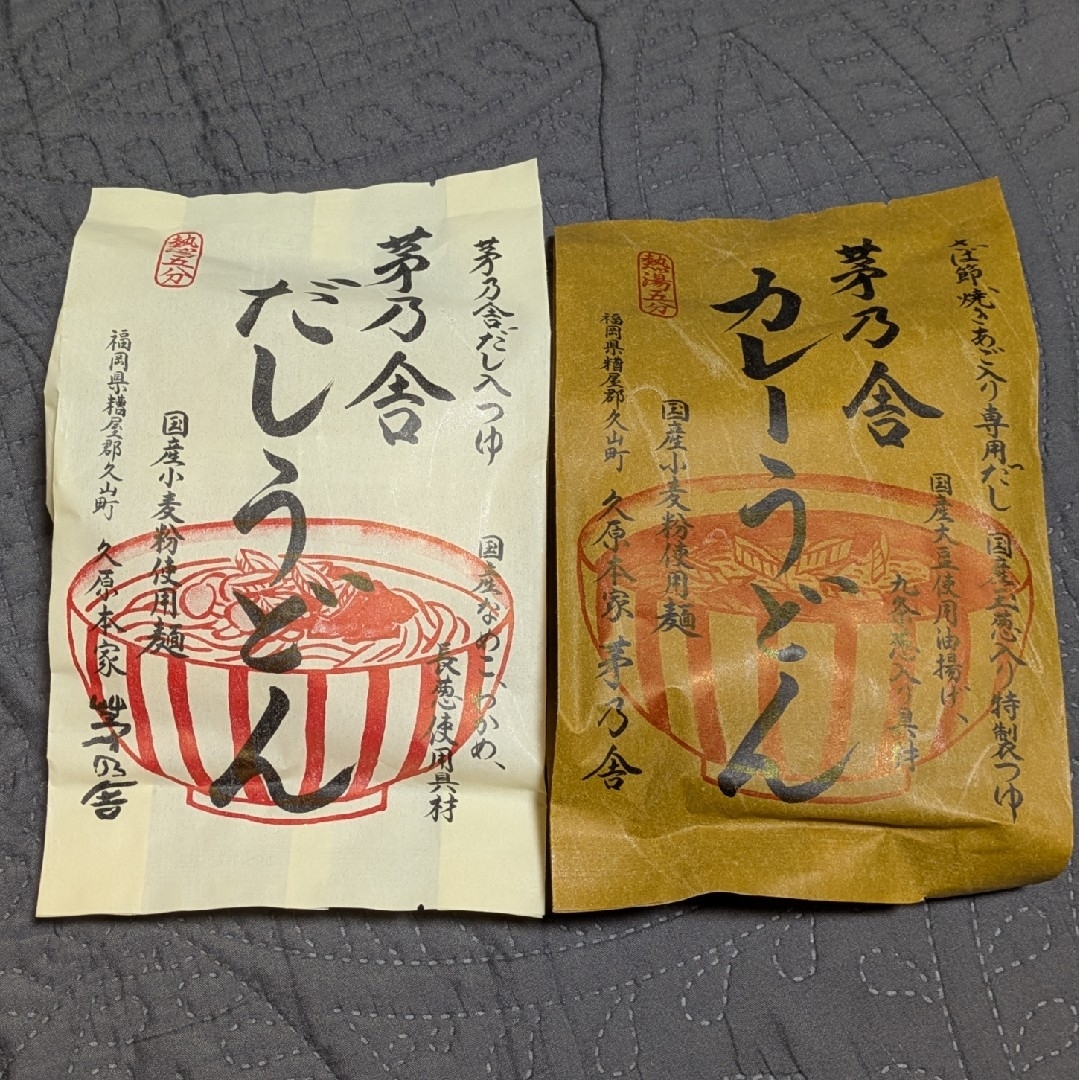 茅乃舎だし入つゆ
茅乃舎
だしうどん
熱湯五分
国産なめこ、わかめ、
長葱使用具材
国産小麦粉使用麺
福岡県糟屋郡久山町 久原本家 茅乃舎
さば節焼きあご入り専用だし
茅乃舎
カレーうどん
熱湯五分
国産玉葱入り特製つゆ
国産大豆使用油揚げ、
九条葱入り具材
国産小麦粉使用麺
福岡県糟屋郡久山町 久原本家 茅乃舎